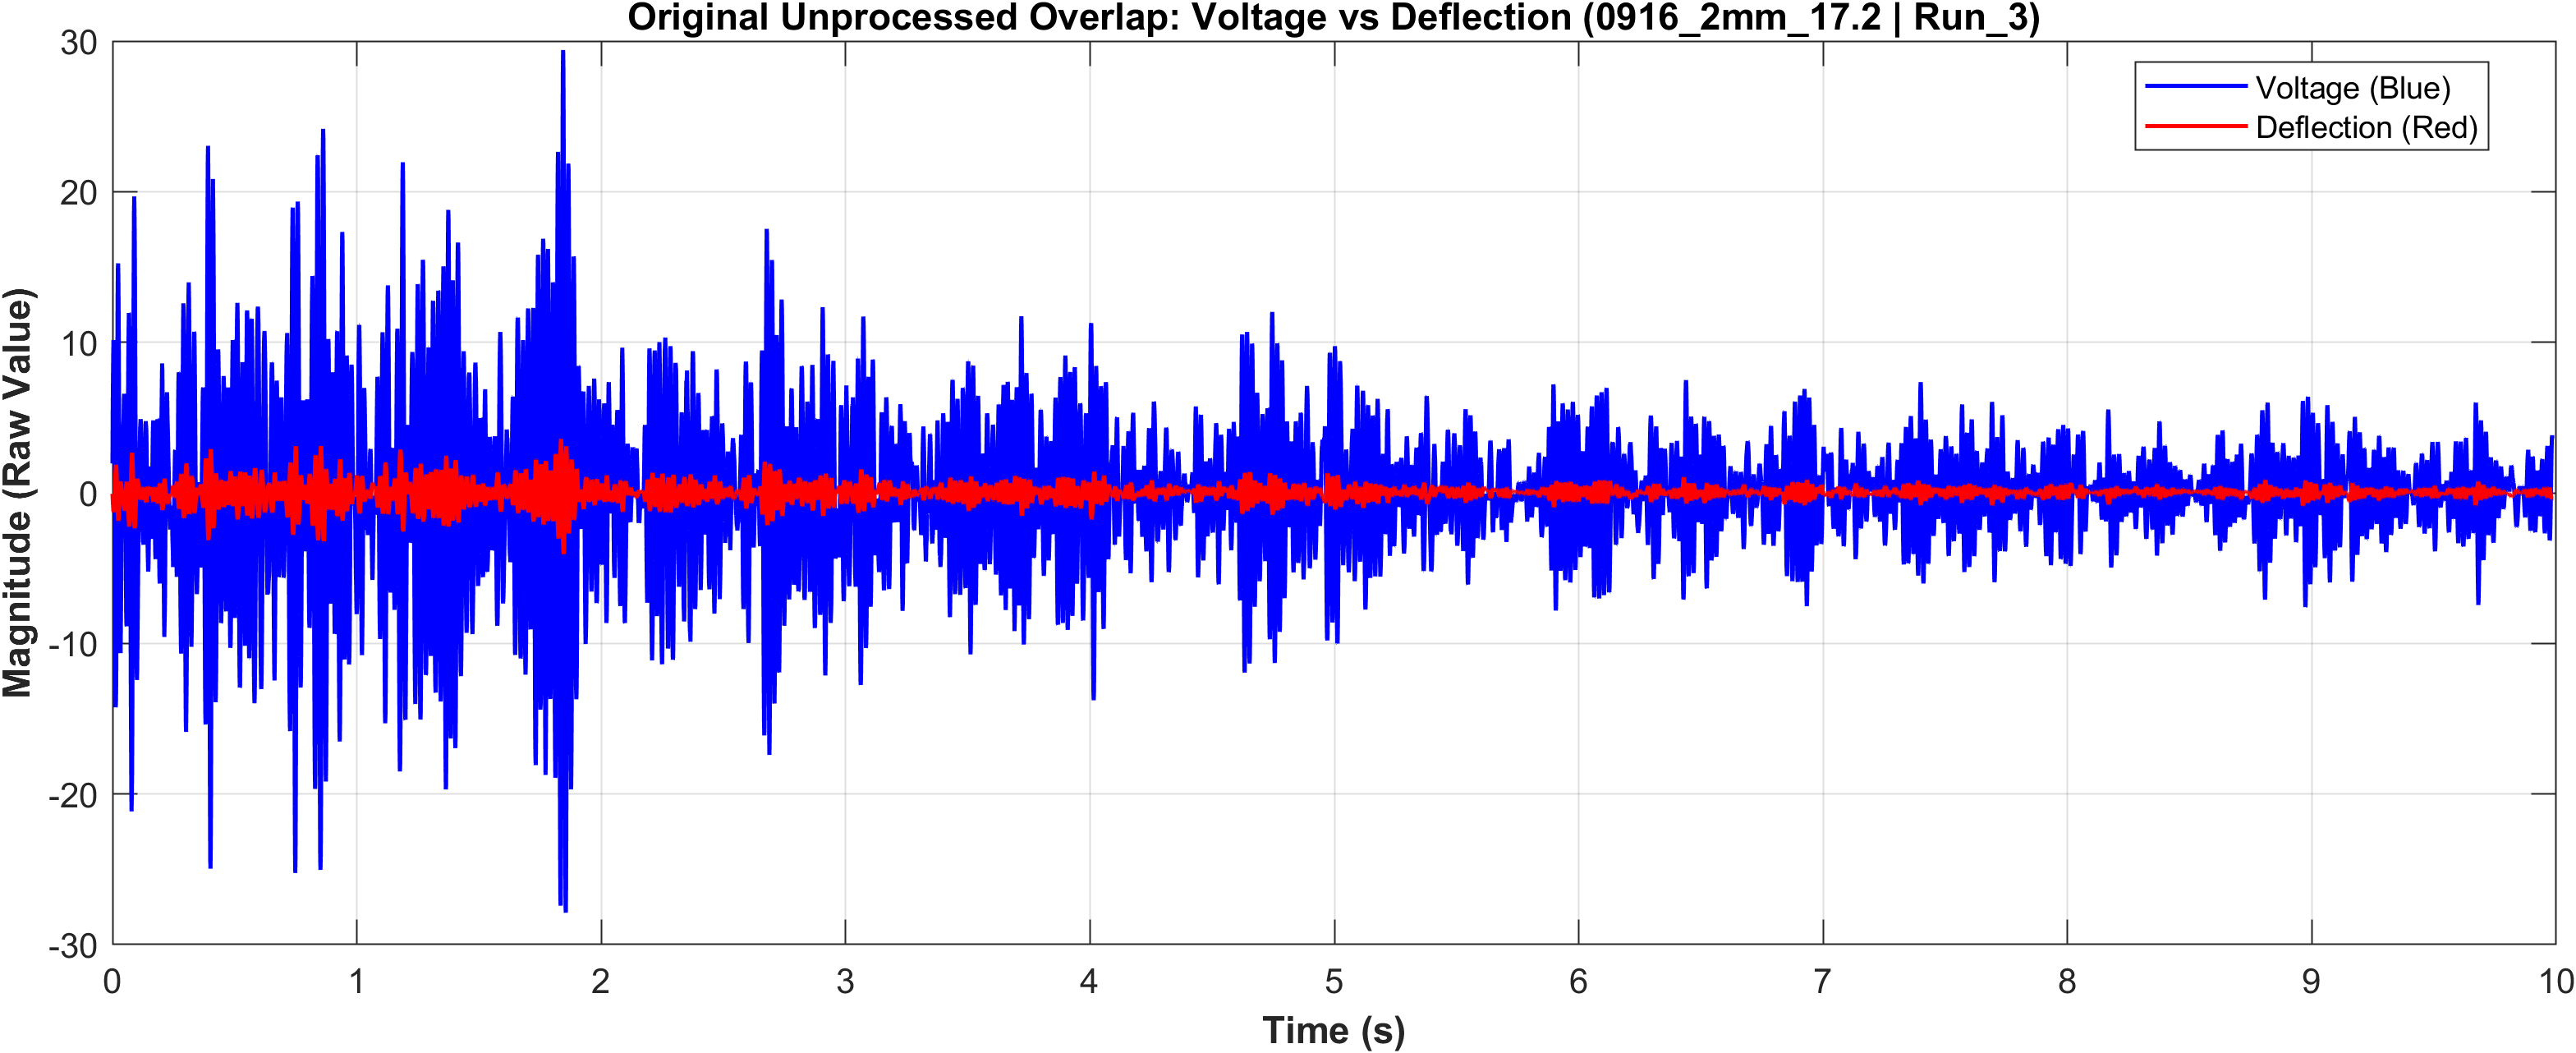 Original Unprocessed Overlap: Voltage vs Deflection (0916_2mm_17.2 | Run_3)
Voltage (Blue)
Deflection (Red)
Magnitude (Raw Value)
30
20
10
0
-10
-20
-30
0 1 2 3 4 5 6 7 8 9 10
Time (s)